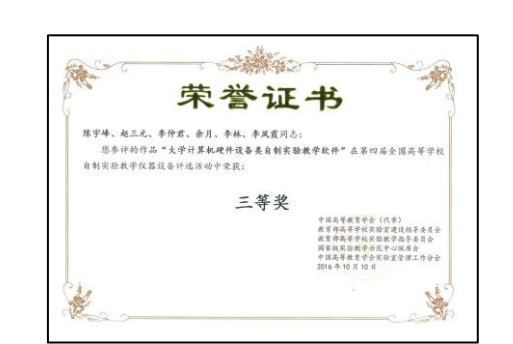 荣誉证书
陈宇峰、赵三元、李仲君、余月、李林、李凤霞同志：
您参评的作品“大学计算机硬件设备类自制实验教学软件”在第四届全国高等学校
自制实验教学仪器设备评选活动中荣获：
三等奖
中国高等教育学会（代章）
教育部高等学校实验室建设指导委员会
教育部高等学校实验教学指导委员会
国家级实验教学示范中心联席会
中国高等教育学会实验室管理工作分会
2016 年 10 月 10 日